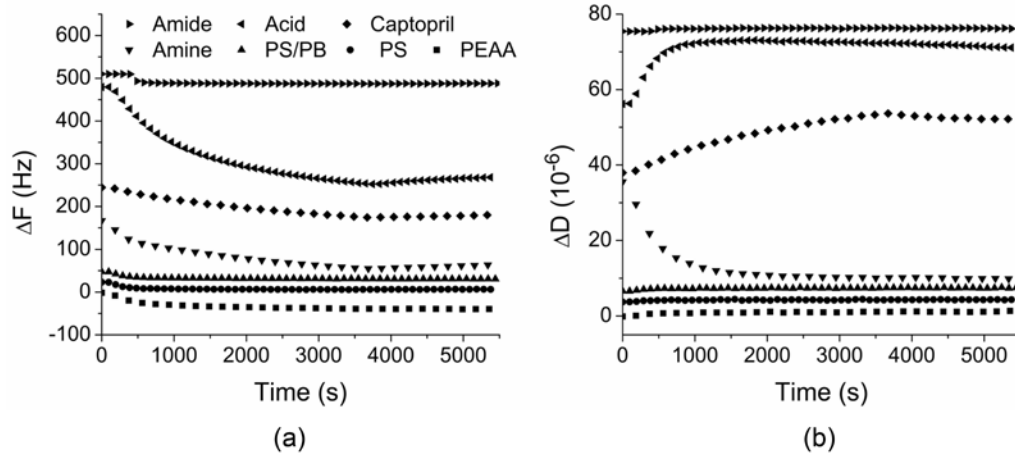 Amide Acid Captopril
Amine PS/PB PS PEAA
600
500
400
300
200
100
0
-100
ΔF (Hz)
0 1000 2000 3000 4000 5000
Time (s)
(a)
80
60
40
20
0
ΔD (10⁻⁶)
0 1000 2000 3000 4000 5000
Time (s)
(b)